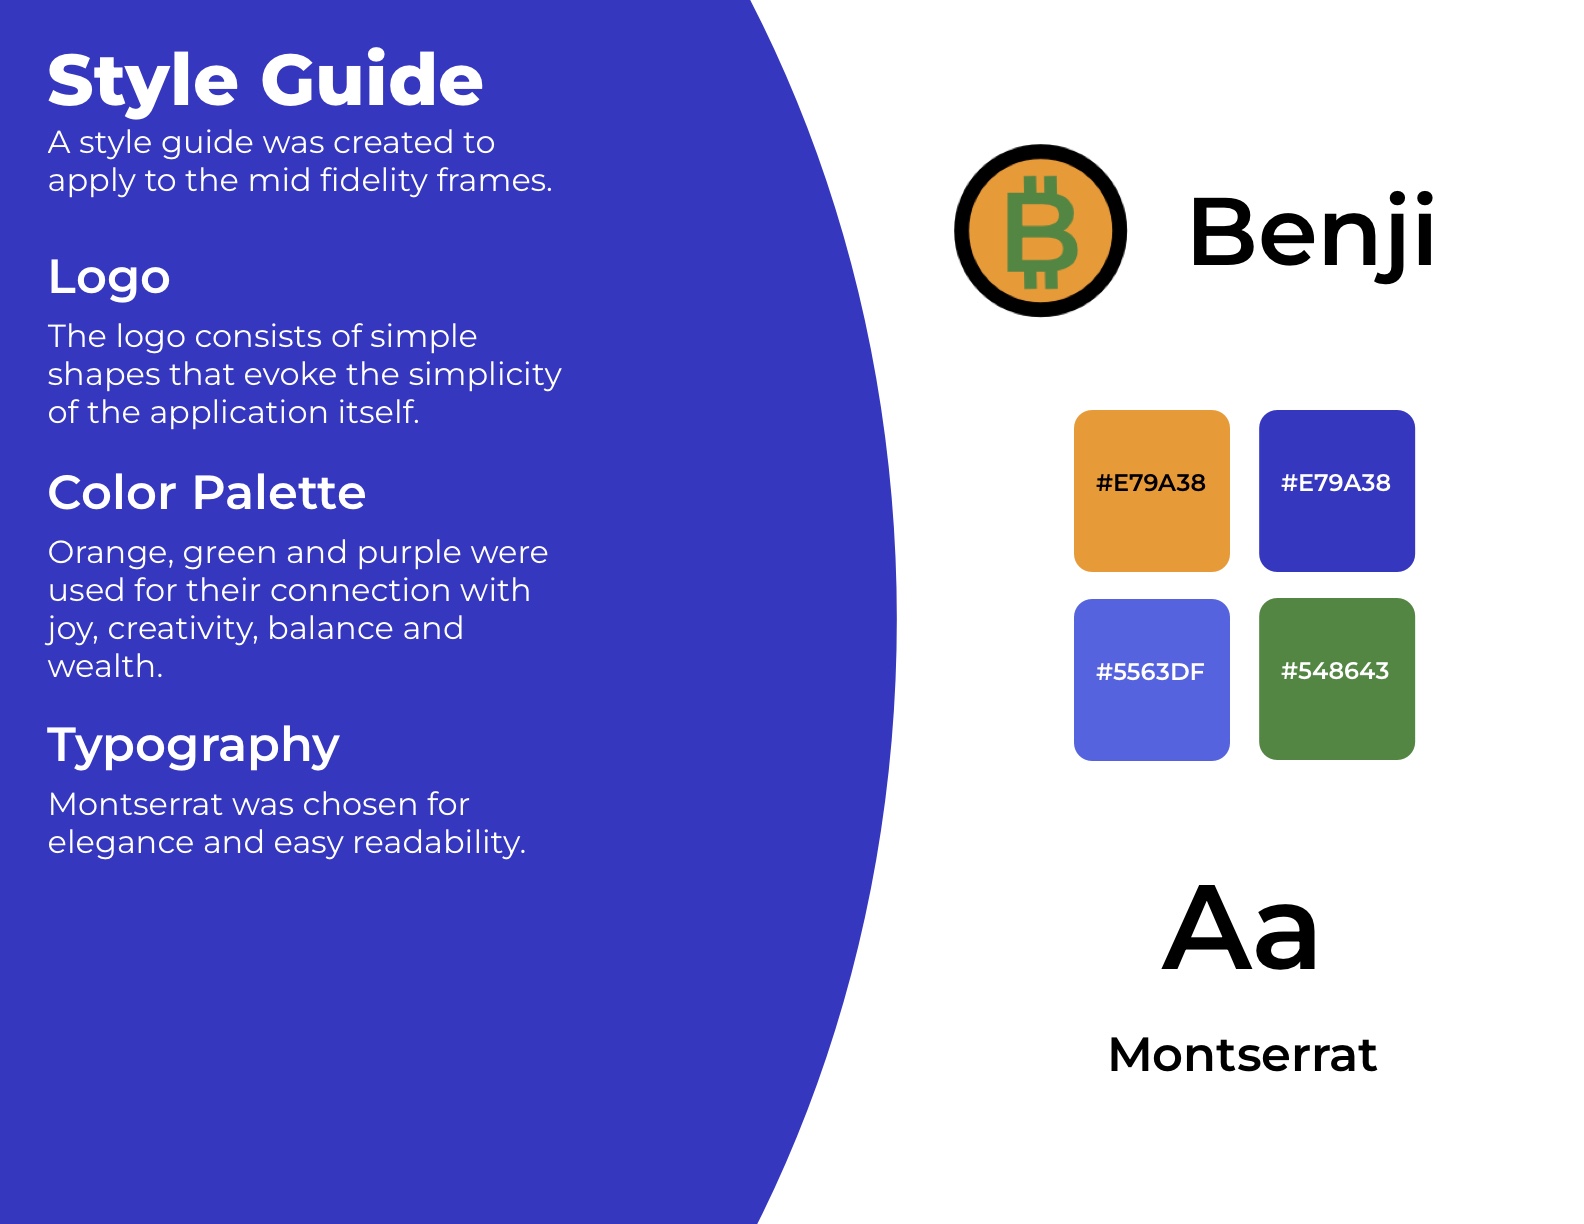 Style Guide
A style guide was created to
apply to the mid fidelity frames.
Logo
The logo consists of simple
shapes that evoke the simplicity
of the application itself.
Color Palette
Orange, green and purple were
used for their connection with
joy, creativity, balance and
wealth.
Typography
Montserrat was chosen for
elegance and easy readability.
B
Benji
#E79A38
#E79A38
#5563DF
#548643
Aa
Montserrat